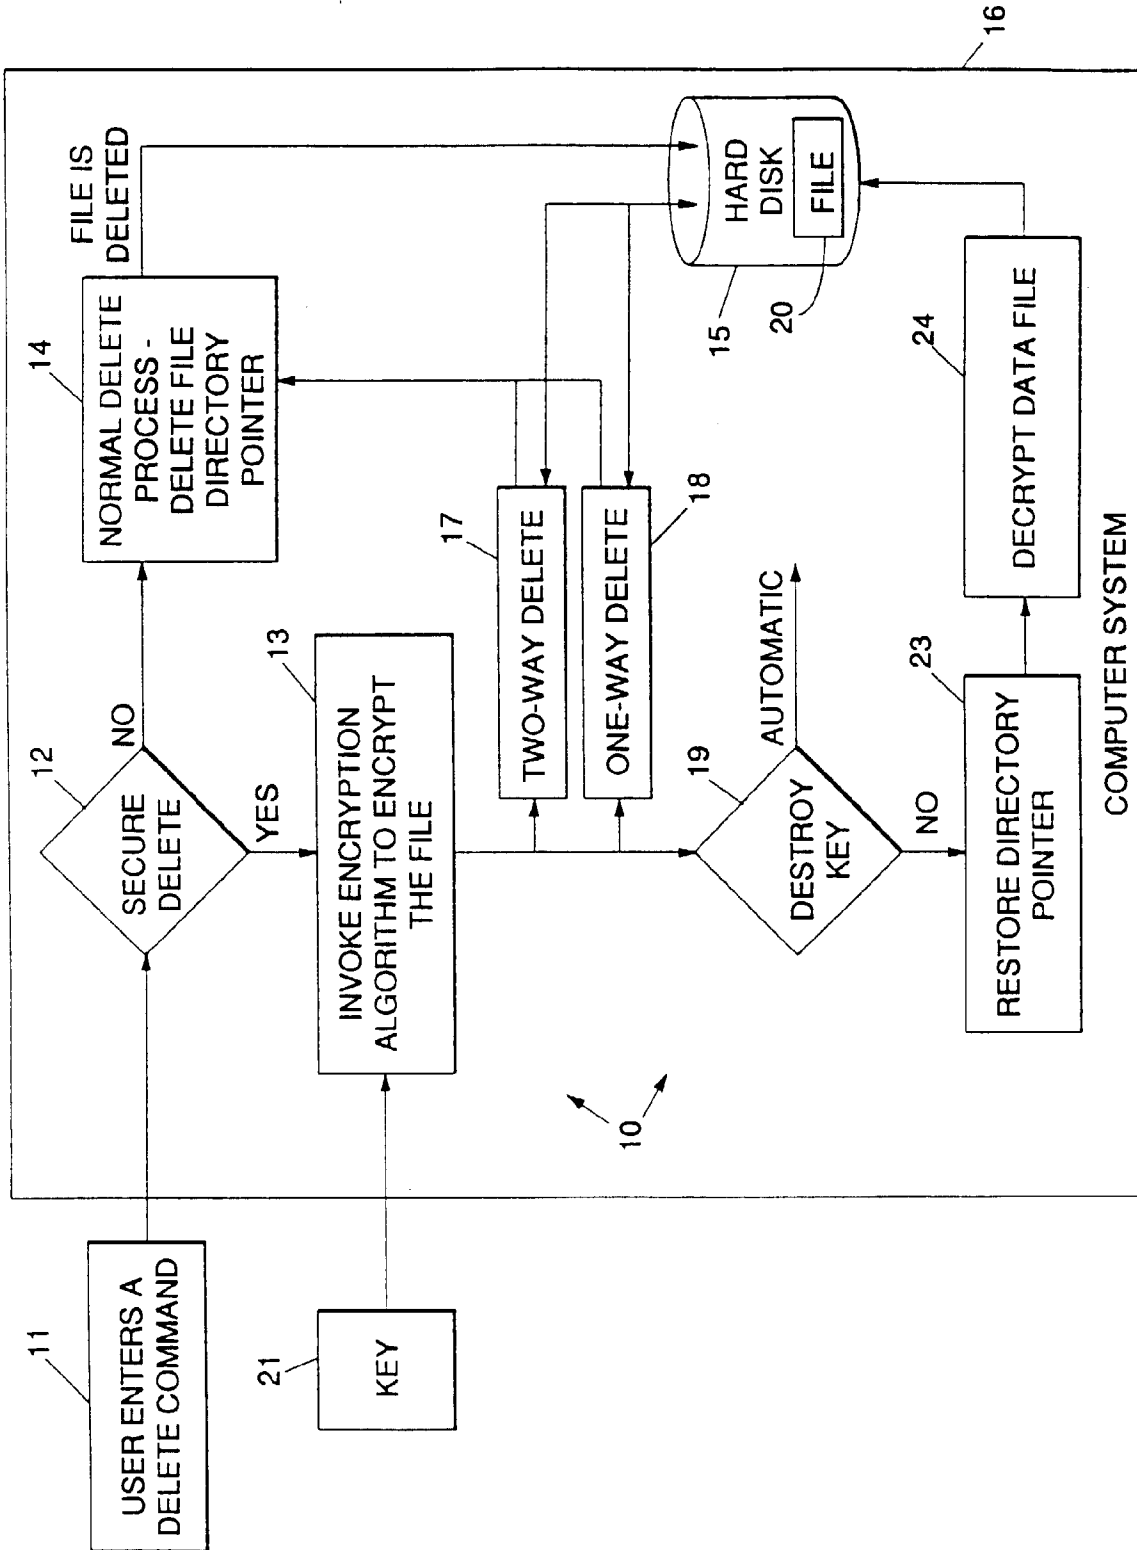 11
USER ENTERS A
DELETE COMMAND
21
KEY
12
SECURE
DELETE
NO
YES
14
NORMAL DELETE
PROCESS -
DELETE FILE
DIRECTORY
POINTER
FILE IS
DELETED
13
INVOKE ENCRYPTION
ALGORITHM TO ENCRYPT
THE FILE
17
TWO-WAY DELETE
ONE-WAY DELETE
18
15
HARD
DISK
FILE
20
16
10
19
DESTROY
KEY
AUTOMATIC
NO
23
RESTORE DIRECTORY
POINTER
24
DECRYPT DATA FILE
COMPUTER SYSTEM